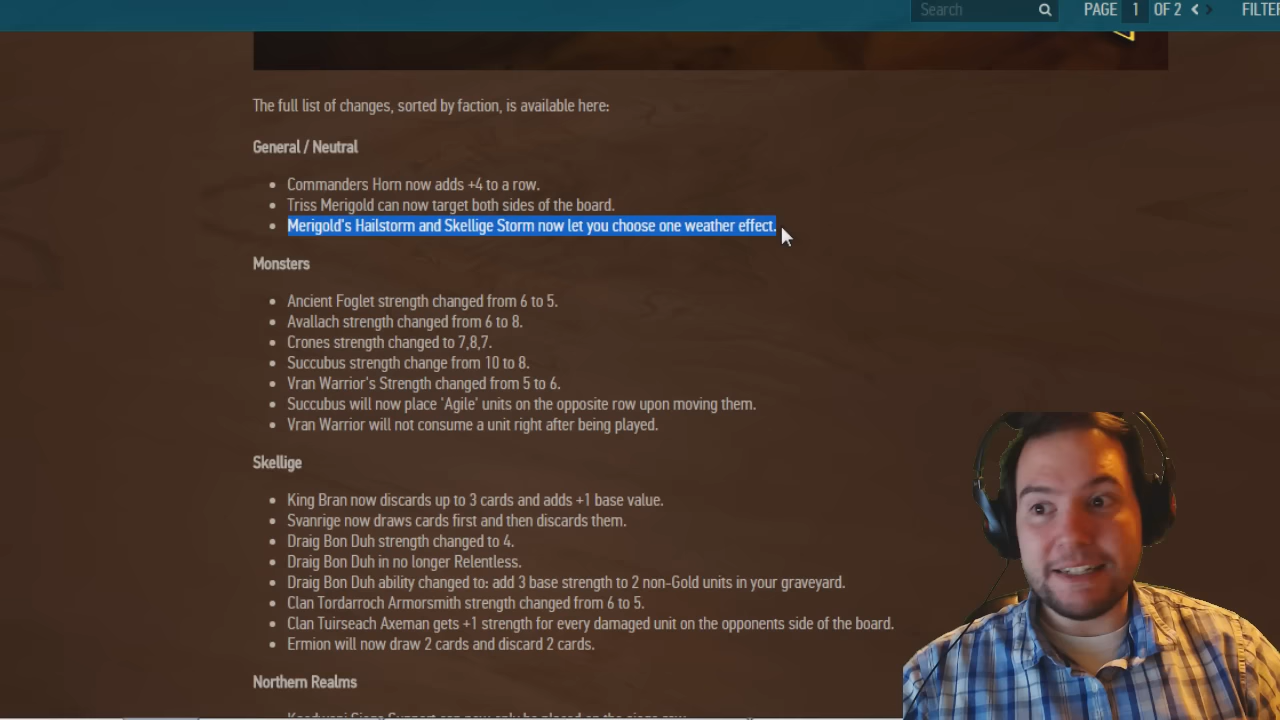 Search PAGE 1 OF 2 < > FILTER
The full list of changes, sorted by faction, is available here:
General / Neutral
Commanders Horn now adds +4 to a row.
Triss Merigold can now target both sides of the board.
Merigold's Hailstorm and Skellige Storm now let you choose one weather effect.
Monsters
Ancient Foglet strength changed from 6 to 5.
Avallach strength changed from 6 to 8.
Crones strength changed to 7,8,7.
Succubus strength change from 10 to 8.
Vran Warrior's Strength changed from 5 to 6.
Succubus will now place 'Agile' units on the opposite row upon moving them.
Vran Warrior will not consume a unit right after being played.
Skellige
King Bran now discards up to 3 cards and adds +1 base value.
Svanrige now draws cards first and then discards them.
Draig Bon Duh strength changed to 4.
Draig Bon Duh in no longer Relentless.
Draig Bon Duh ability changed to: add 3 base strength to 2 non-Gold units in your graveyard.
Clan Tordarroch Armorsmith strength changed from 6 to 5.
Clan Tuirseach Axeman gets +1 strength for every damaged unit on the opponents side of the board.
Ermion will now draw 2 cards and discard 2 cards.
Northern Realms